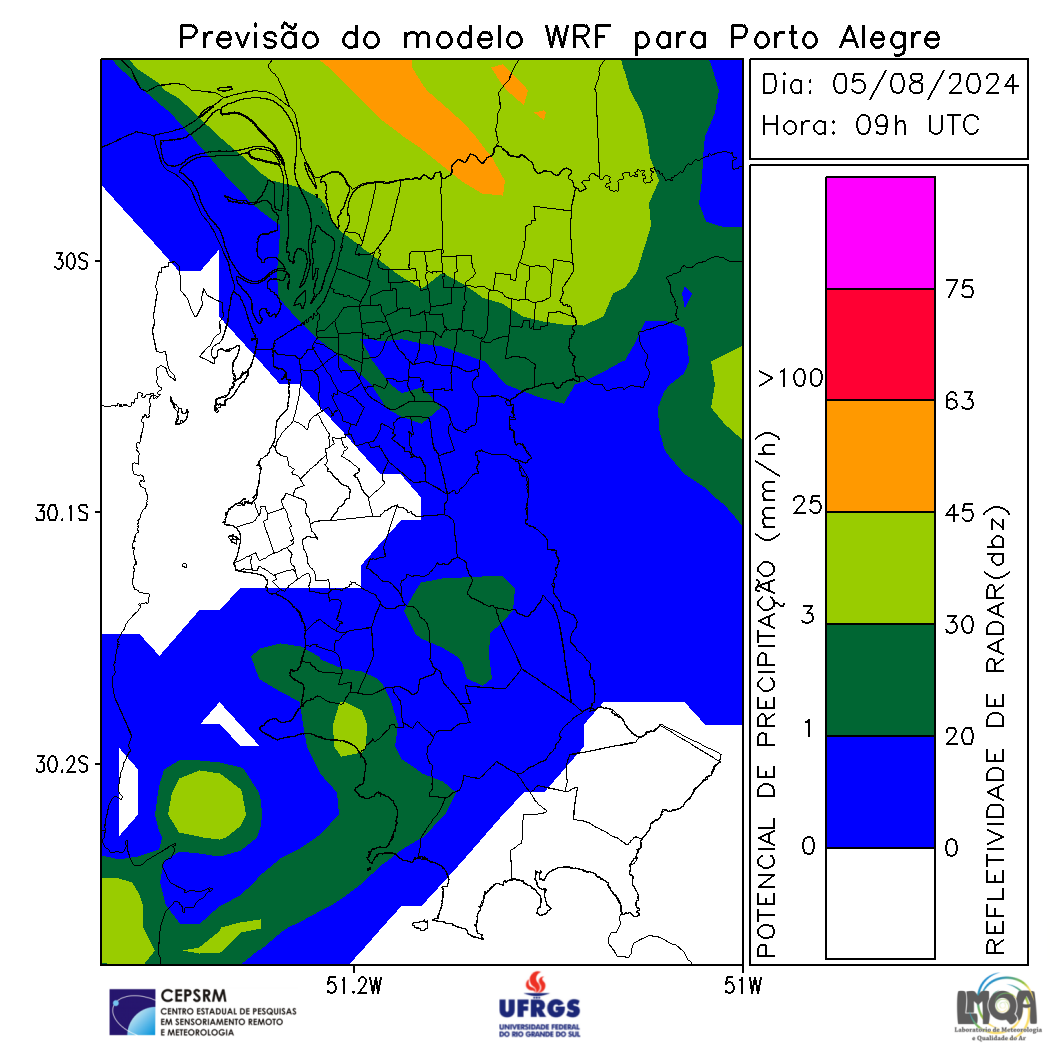 Previsão do modelo WRF para Porto Alegre
Dia: 05/08/2024
Hora: 09h UTC
30S
30.1S
30.2S
51.2W
51W
POTENCIAL DE PRECIPITAÇÃO (mm/h)
>100
25
3
1
0
75
63
45
30
20
0
REFLETIVIDADE DE RADAR(dbz)
CEPSRM
CENTRO ESTADUAL DE PESQUISAS
EM SENSORIAMENTO REMOTO
E METEOROLOGIA
UFRGS
UNIVERSIDADE FEDERAL
DO RIO GRANDE DO SUL
LMQA
Laboratório de Meteorologia
e Qualidade do Ar